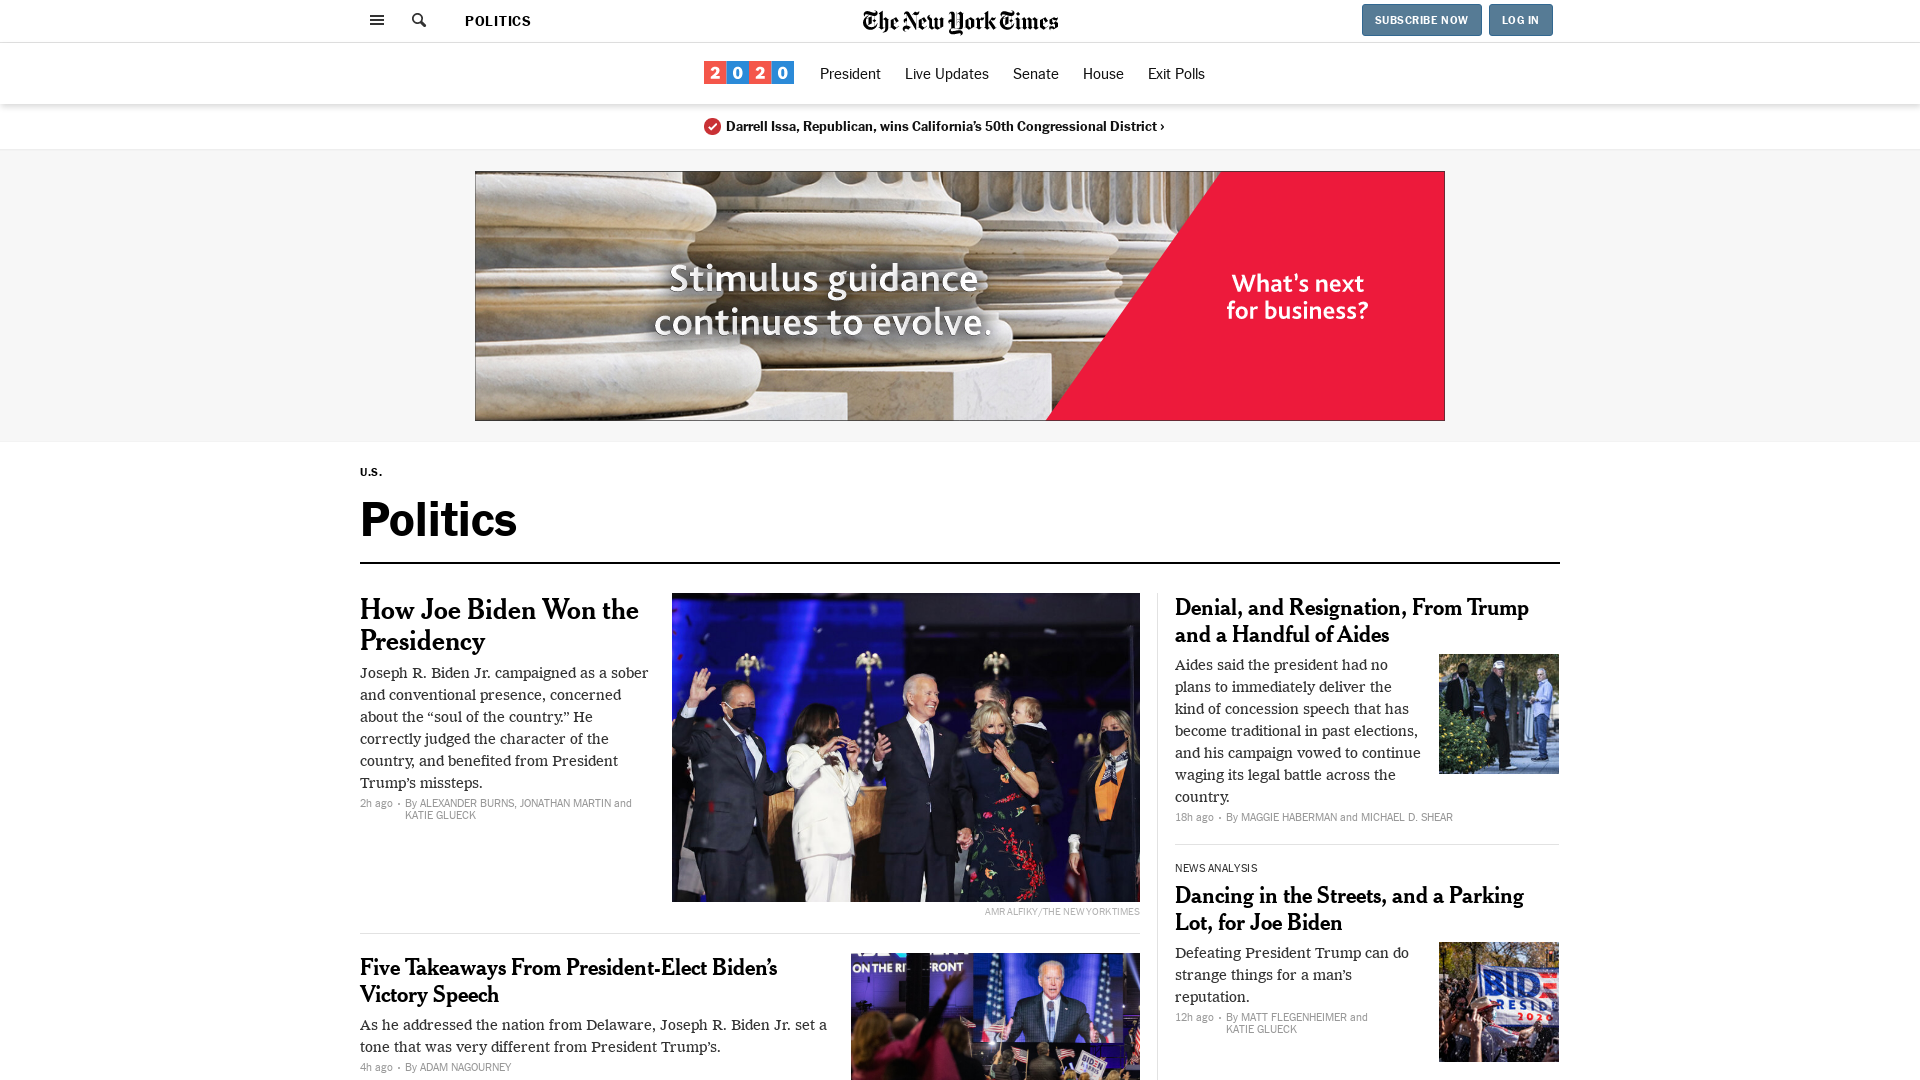 POLITICS
The New York Times
SUBSCRIBE NOW
LOG IN
2020
President
Live Updates
Senate
House
Exit Polls
Darrell Issa, Republican, wins California’s 50th Congressional District ›
Stimulus guidance
continues to evolve.
What’s next
for business?
U.S.
Politics
How Joe Biden Won the
Presidency
Joseph R. Biden Jr. campaigned as a sober
and conventional presence, concerned
about the “soul of the country.” He
correctly judged the character of the
country, and benefited from President
Trump’s missteps.
2h ago · By ALEXANDER BURNS, JONATHAN MARTIN and
KATIE GLUECK
AMR ALFIKY/THE NEW YORK TIMES
Five Takeaways From President-Elect Biden’s
Victory Speech
As he addressed the nation from Delaware, Joseph R. Biden Jr. set a
tone that was very different from President Trump’s.
4h ago · By ADAM NAGOURNEY
ON THE RI FRONT
BIDEN
Denial, and Resignation, From Trump
and a Handful of Aides
Aides said the president had no
plans to immediately deliver the
kind of concession speech that has
become traditional in past elections,
and his campaign vowed to continue
waging its legal battle across the
country.
18h ago · By MAGGIE HABERMAN and MICHAEL D. SHEAR
NEWS ANALYSIS
Dancing in the Streets, and a Parking
Lot, for Joe Biden
Defeating President Trump can do
strange things for a man’s
reputation.
12h ago · By MATT FLEGENHEIMER and
KATIE GLUECK
BIDE
PRESID
2020